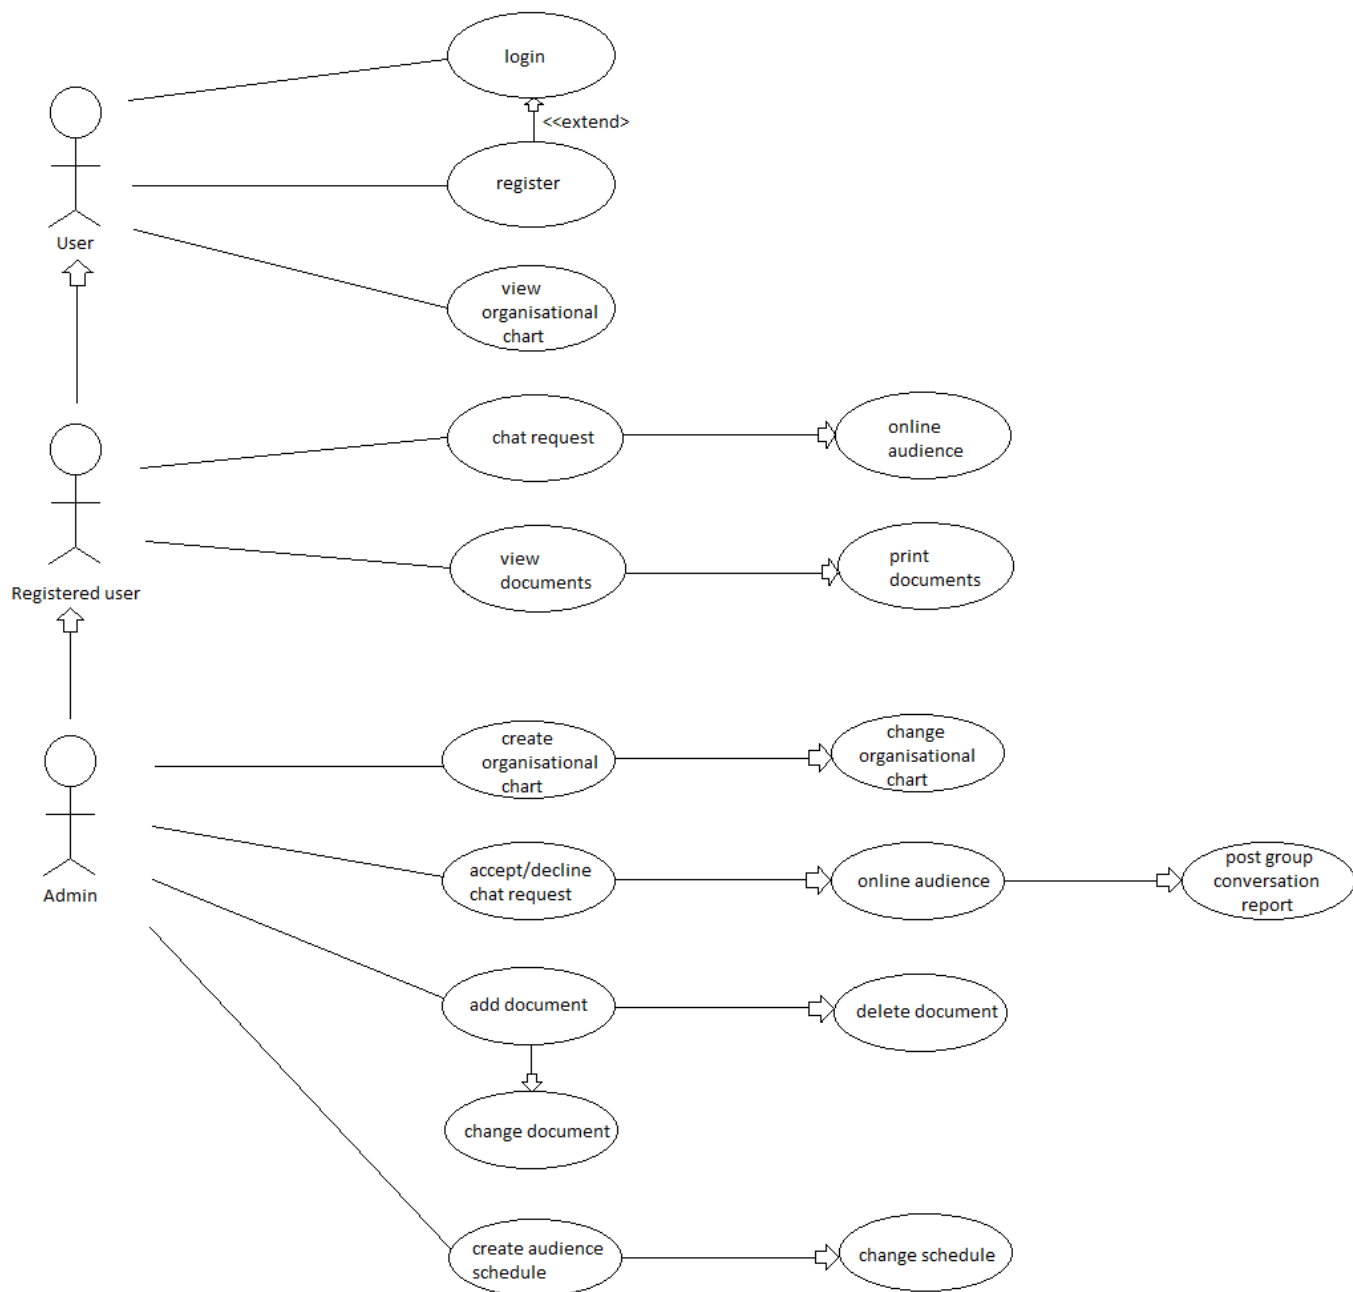 login
<<extend>
register
User
view
organisational
chart
chat request
online
audience
view
documents
print
documents
Registered user
create
organisational
chart
change
organisational
chart
Admin
accept/decline
chat request
online audience
post group
conversation
report
add document
delete document
change document
create audience
schedule
change schedule